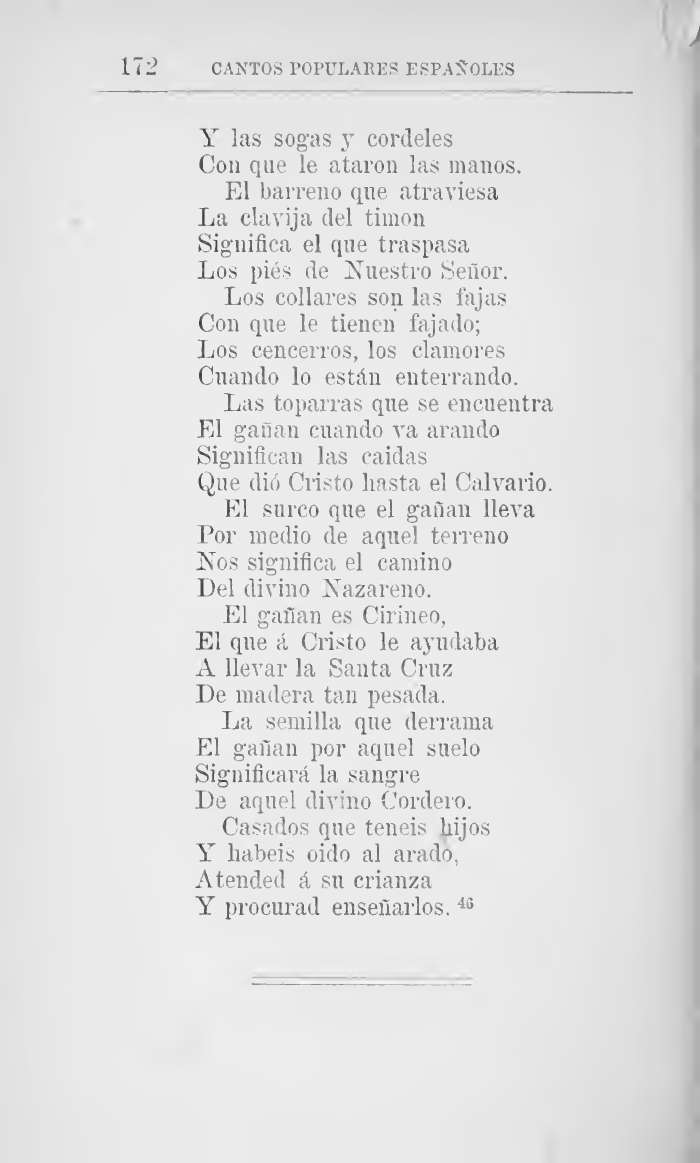 172 CANTOS POPULARES ESPAÑOLES
Y las sogas y cordeles
Con que le ataron las manos.
El barreno que atraviesa
La clavija del timon
Significa el que traspasa
Los piés de Nuestro Señor.
Los collares son las fajas
Con que le tienen fajado;
Los cencerros, los clamores
Cuando lo están enterrando.
Las toparras que se encuentra
El gañan cuando va arando
Significan las caidas
Que dió Cristo hasta el Calvario.
El surco que el gañan lleva
Por medio de aquel terreno
Nos significa el camino
Del divino Nazareno.
El gañan es Cirineo,
El que á Cristo le ayudaba
A llevar la Santa Cruz
De madera tan pesada.
La semilla que derrama
El gañan por aquel suelo
Significará la sangre
De aquel divino Cordero.
Casados que teneis hijos
Y habeis oido al arado,
Atended á su crianza
Y procurad enseñarlos. 46